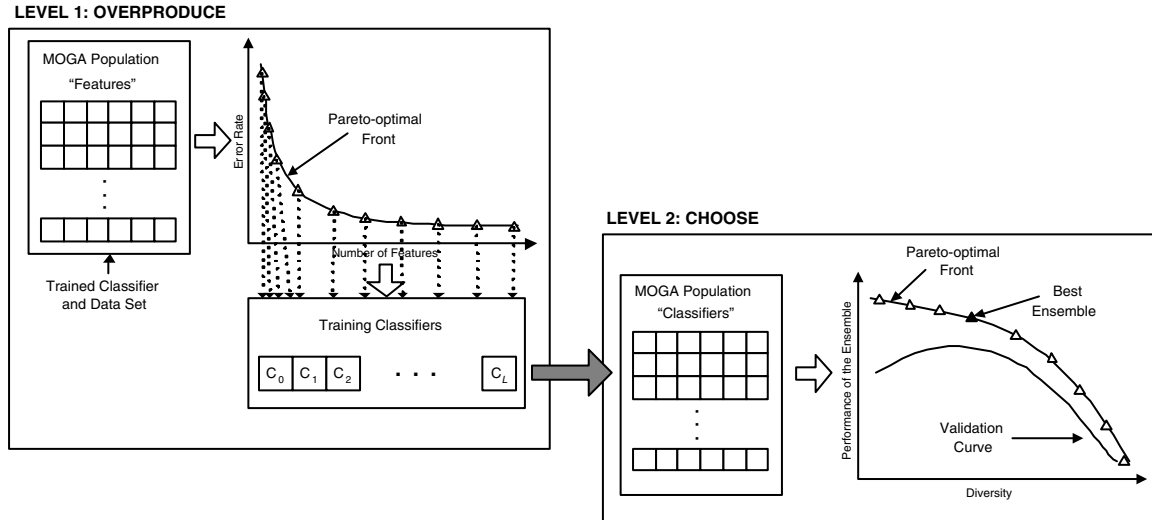 LEVEL 1: OVERPRODUCE
MOGA Population
“Features”
Trained Classifier
and Data Set
Error Rate
Pareto-optimal
Front
Number of Features
Training Classifiers
C0 C1 C2 . . . CL
LEVEL 2: CHOOSE
MOGA Population
“Classifiers”
Performance of the Ensemble
Pareto-optimal
Front
Best
Ensemble
Validation
Curve
Diversity